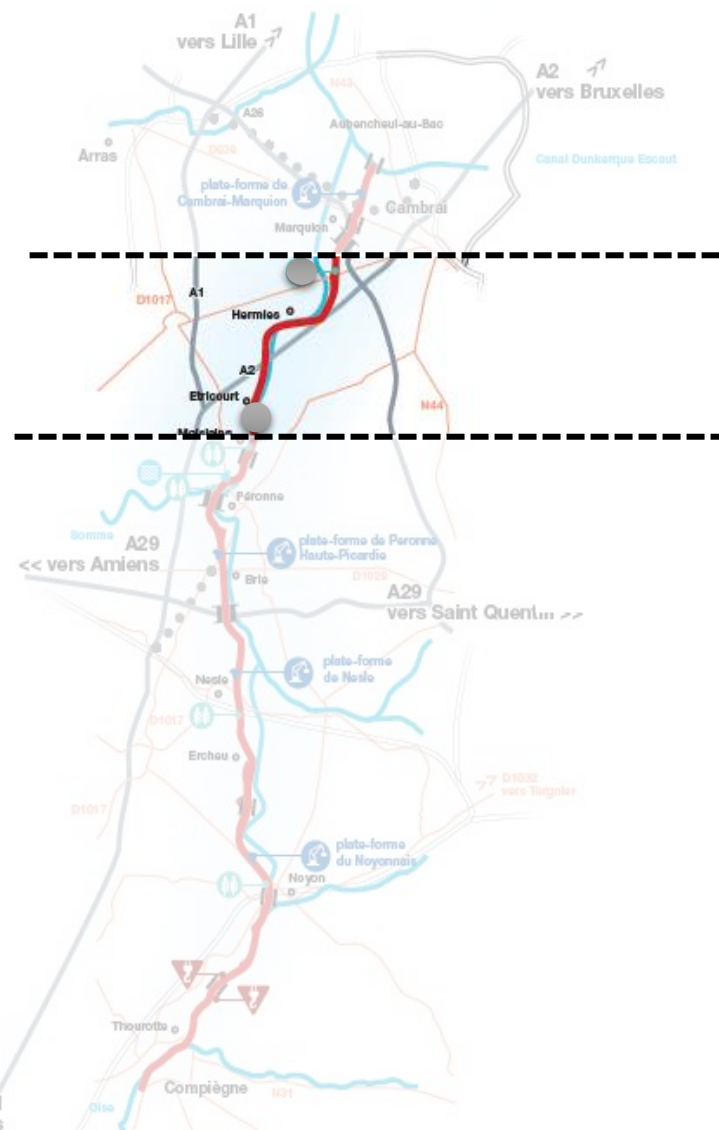 A1
vers Lille
A2
vers Bruxelles
N43
A26
Aubencheul-au-Bac
D939
Arras
Canal Dunkerque Escaut
plate-forme de
Cambrai-Marquion
Cambrai
Marquion
A1
D1017
Hermies
A2
Etricourt
N44
Moislains
Péronne
Somme
A29
<< vers Amiens
plate-forme de Peronne
Haute-Picardie
Brie
D1029
A29
vers Saint Quent... >>
plate-forme
de Nesle
Nesle
D1017
Ercheu
D1032
vers Tergnier
D1017
plate-forme
du Noyonnais
Noyon
Thourotte
Compiègne
N31
Oise